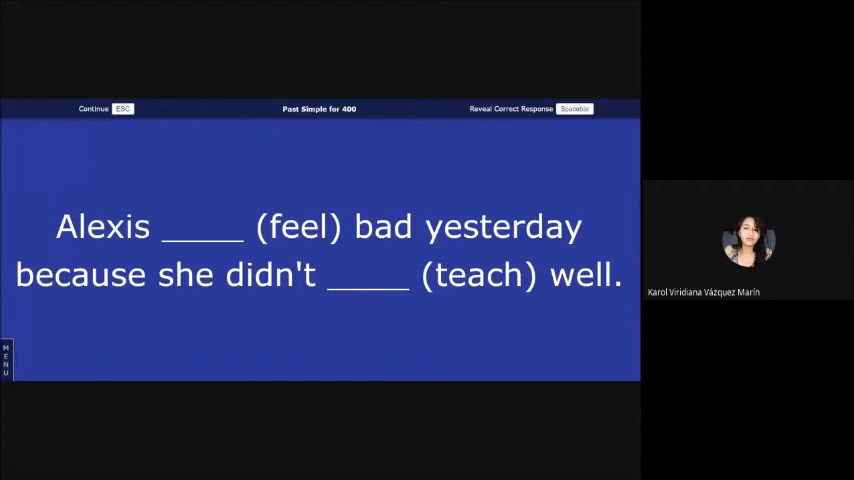 Continue ESC
Past Simple for 400
Reveal Correct Response Spacebar
Alexis _____ (feel) bad yesterday
because she didn't _____ (teach) well.
MENU
Karol Viridiana Vázquez Marín